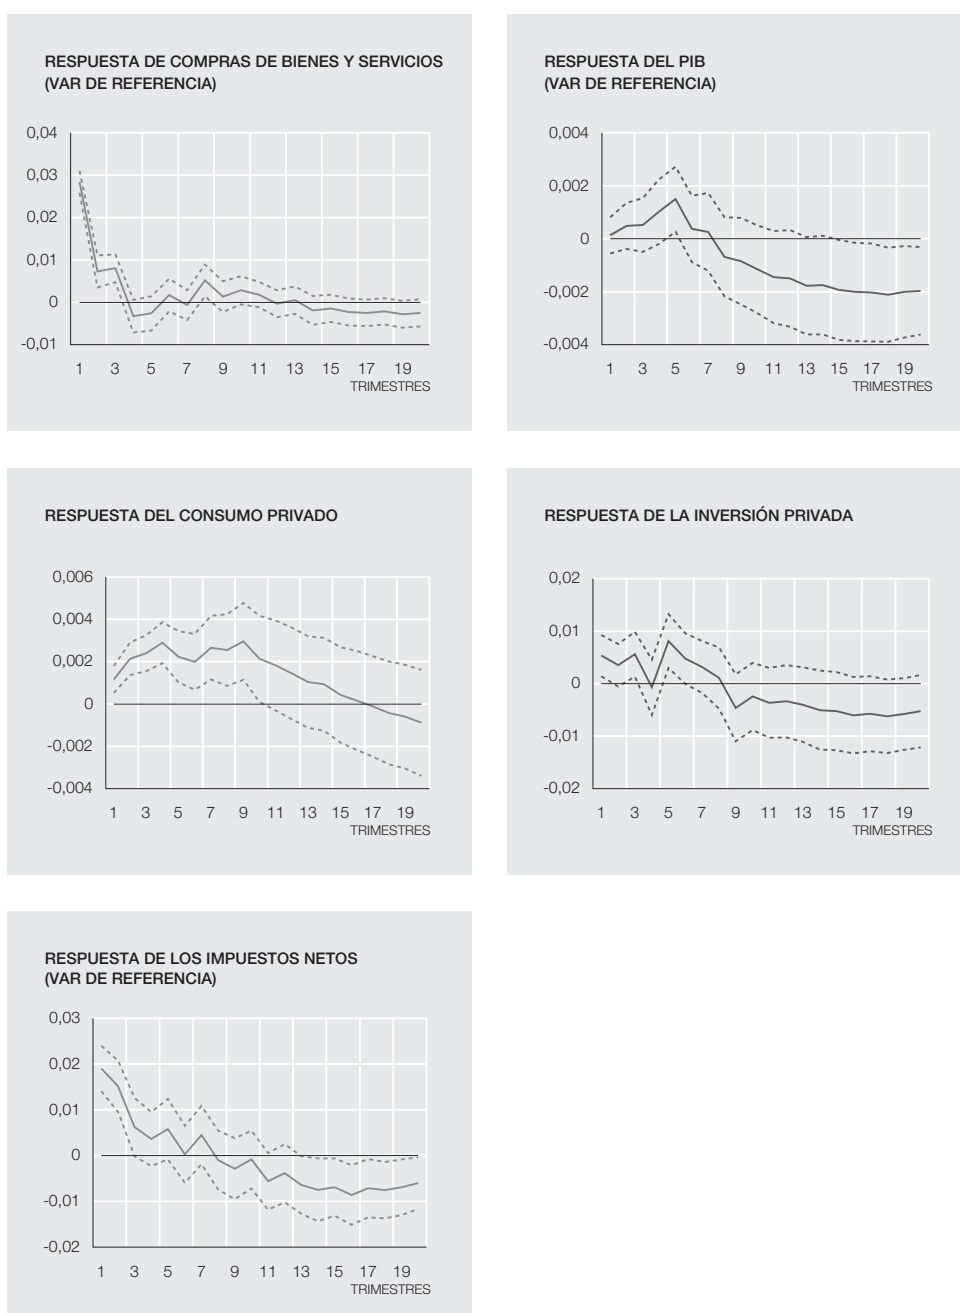 RESPUESTA DE COMPRAS DE BIENES Y SERVICIOS
(VAR DE REFERENCIA)
0,04
0,03
0,02
0,01
0
-0,01
1 3 5 7 9 11 13 15 17 19
TRIMESTRES
RESPUESTA DEL PIB
(VAR DE REFERENCIA)
0,004
0,002
0
-0,002
-0,004
1 3 5 7 9 11 13 15 17 19
TRIMESTRES
RESPUESTA DEL CONSUMO PRIVADO
0,006
0,004
0,002
0
-0,002
-0,004
1 3 5 7 9 11 13 15 17 19
TRIMESTRES
RESPUESTA DE LA INVERSIÓN PRIVADA
0,02
0,01
0
-0,01
-0,02
1 3 5 7 9 11 13 15 17 19
TRIMESTRES
RESPUESTA DE LOS IMPUESTOS NETOS
(VAR DE REFERENCIA)
0,03
0,02
0,01
0
-0,01
-0,02
1 3 5 7 9 11 13 15 17 19
TRIMESTRES